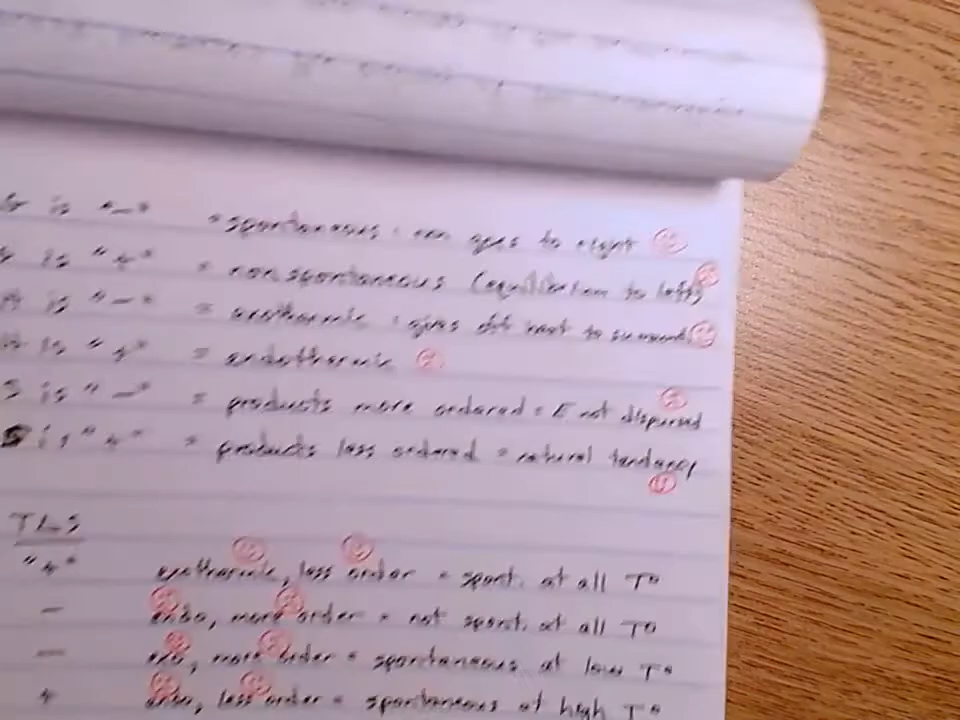 is "-" = spontaneous: rxn goes to right
is "+" = nonspontaneous (equilibrium to left)
is "-" = exothermic: gives off heat to surround.
is "+" = endothermic
S is "-" = products more ordered = E not dispersed
S is "+" = products less ordered = natural tendency
TΔS
"+" exothermic, less order = spont. at all T°
- endo, more order = not spont. at all T°
- exo, more order = spontaneous at low T°
+ endo, less order = spontaneous at high T°